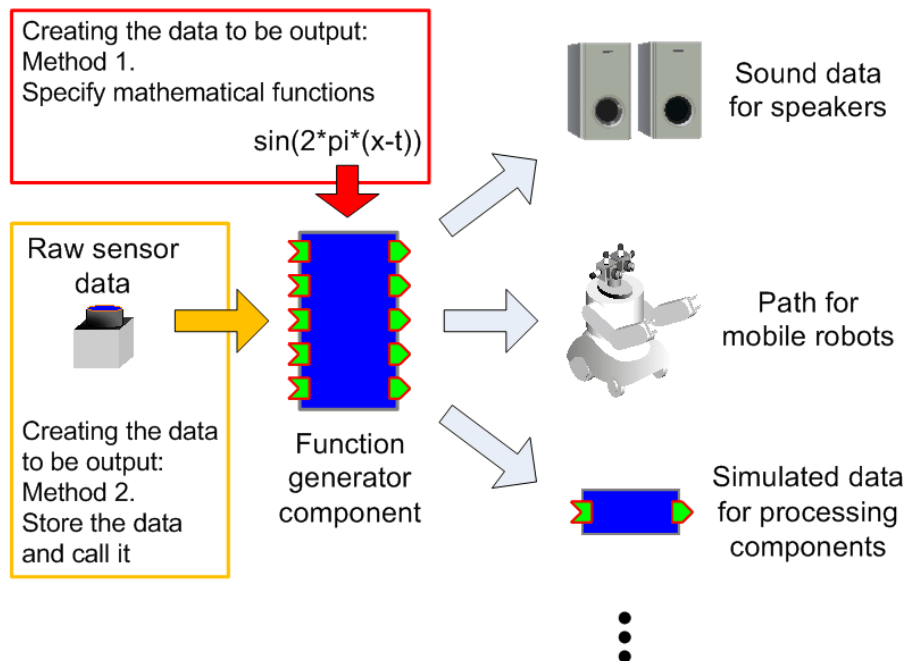 Creating the data to be output:
Method 1.
Specify mathematical functions
sin(2*pi*(x-t))
Sound data
for speakers
Raw sensor
data
Path for
mobile robots
Creating the data
to be output:
Method 2.
Store the data
and call it
Function
generator
component
Simulated data
for processing
components